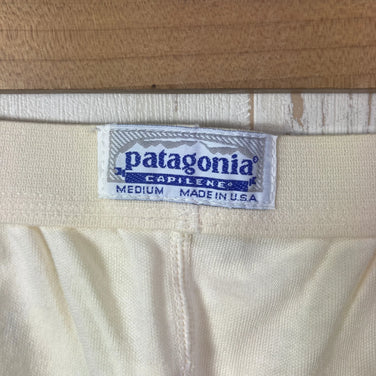 patagonia®
CAPILENE®
MEDIUM MADE IN U.S.A.